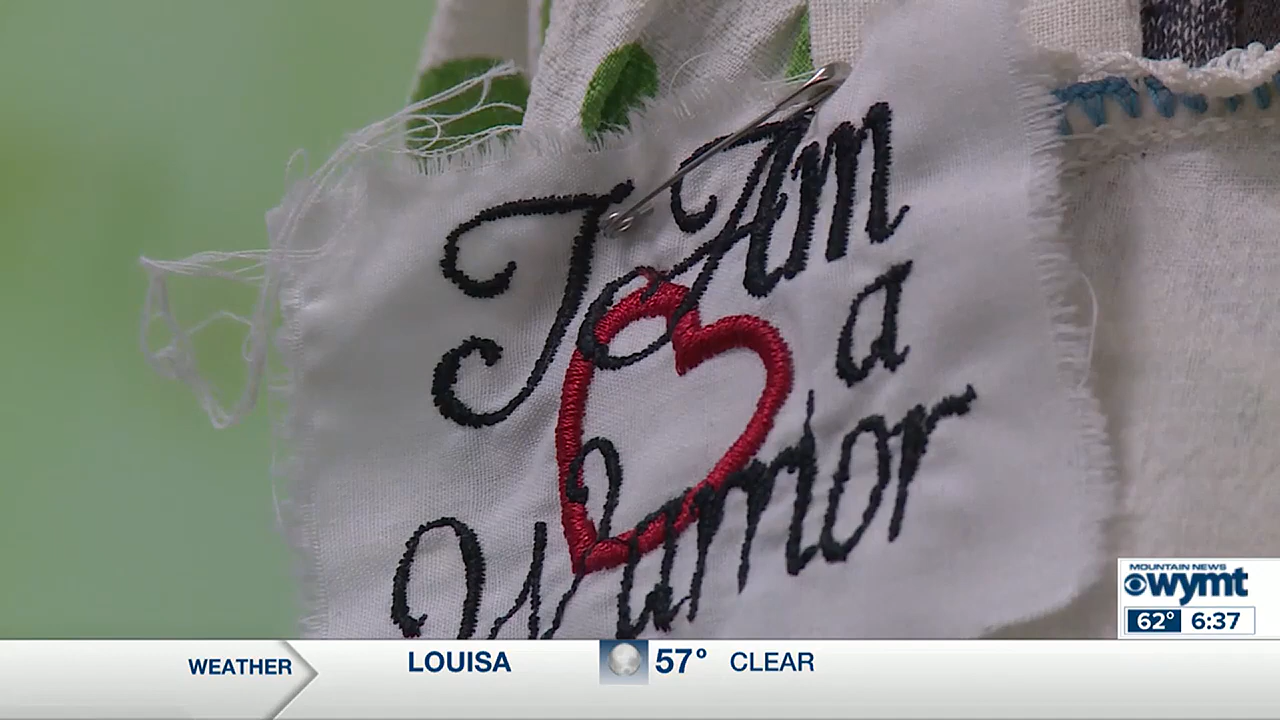 I Am
a
Warrior
MOUNTAIN NEWS
wymt
62° 6:37
WEATHER LOUISA 57° CLEAR